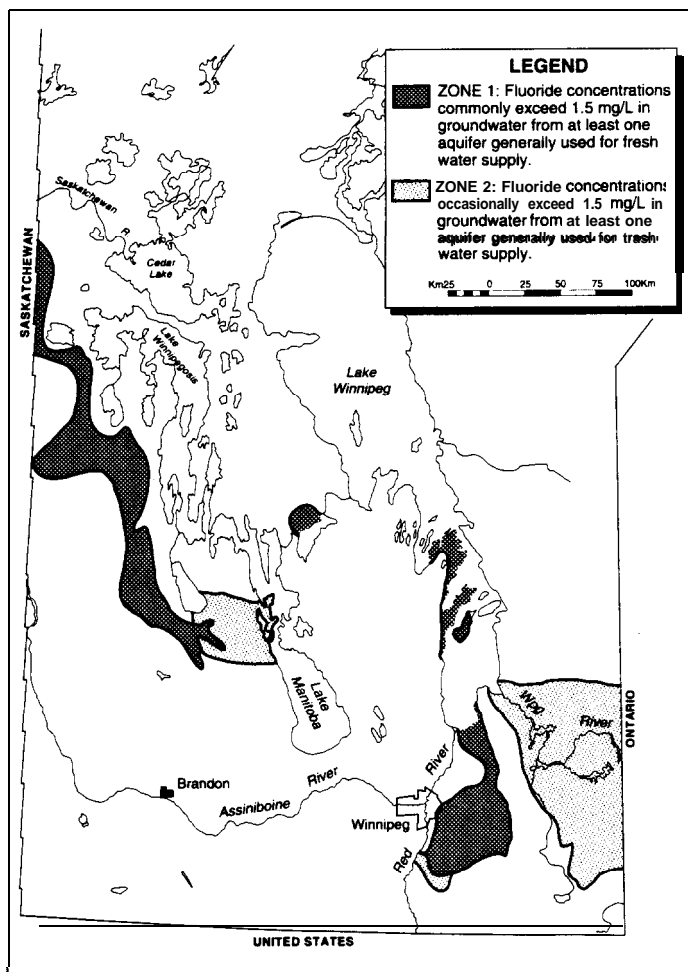 LEGEND
ZONE 1: Fluoride concentrations
commonly exceed 1.5 mg/L in
groundwater from at least one
aquifer generally used for fresh
water supply.
ZONE 2: Fluoride concentrations
occasionally exceed 1.5 mg/L in
groundwater from at least one
aquifer generally used for fresh
water supply.
Km25 0 25 50 75 100Km
Saskatchewan
R.
Cedar
Lake
SASKATCHEWAN
Lake
Winnipegosis
Lake
Winnipeg
Lake
Manitoba
Wpg
River
ONTARIO
Brandon
Assiniboine
River
River
Winnipeg
Red
UNITED STATES